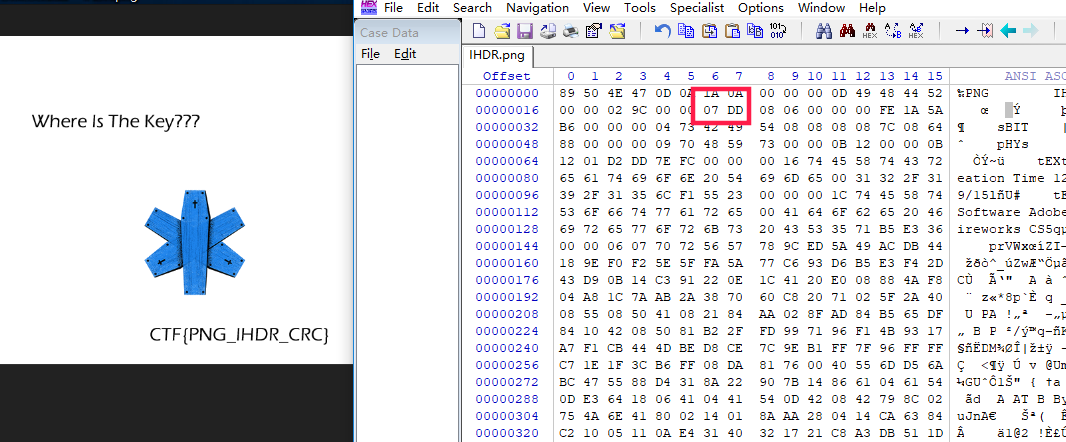 Where Is The Key???
CTF{PNG_IHDR_CRC}
File Edit Search Navigation View Tools Specialist Options Window Help
Case Data
File Edit
IHDR.png
Offset 0 1 2 3 4 5 6 7 8 9 10 11 12 13 14 15 ANSI ASC
00000000 89 50 4E 47 0D 0A 1A 0A 00 00 00 0D 49 48 44 52 ‰PNG IH
00000016 00 00 02 9C 00 00 07 DD 08 06 00 00 00 FE 1A 5A œ Ý þ
00000032 B6 00 00 00 04 73 42 49 54 08 08 08 08 7C 08 64 ¶ sBIT |
00000048 88 00 00 00 09 70 48 59 73 00 00 0B 12 00 00 0B ˆ pHYs
00000064 12 01 D2 DD 7E FC 00 00 00 16 74 45 58 74 43 72 ÒÝ~ü tEXt
00000080 65 61 74 69 6F 6E 20 54 69 6D 65 00 31 32 2F 31 eation Time 12
00000096 39 2F 31 35 6C F1 55 23 00 00 00 1C 74 45 58 74 9/15lñU# tE
00000112 53 6F 66 74 77 61 72 65 00 41 64 6F 62 65 20 46 Software Adobe
00000128 69 72 65 77 6F 72 6B 73 20 43 53 35 71 B5 E3 36 ireworks CS5qµ
00000144 00 00 06 07 70 72 56 57 78 9C ED 5A 49 AC DB 44 prVWxœíZI¬
00000160 18 9E F0 F2 5E 5F FA 5A 77 C6 93 D6 B5 E3 F4 2D žðò^_úZwÆ“Öµã
00000176 43 D9 0B 14 C3 91 22 0E 1C 41 20 E0 08 88 4A F8 CÙ Ã‘" A à ˆ
00000192 04 A8 1C 7A AB 2A 38 70 60 C8 20 71 02 5F 2A 40 ¨ z«*8p`È q _
00000208 08 55 08 50 41 08 21 84 AA 02 8F AD 84 B5 65 DF U PA !„ª -„µ
00000224 84 10 42 08 50 81 B2 2F FD 99 71 96 F1 4B 93 17 „ B P ²/ý™q–ñK
00000240 A7 F1 CB 44 4D BE D8 CE 7C 9E B1 FF 7F 96 FF FF §ñËDM¾ØÎ|ž±ÿ –
00000256 C7 1E 1F 3C B6 FF 08 DA 81 76 00 40 55 6D D5 6A Ç <¶ÿ Ú v @Um
00000272 BC 47 55 88 D4 31 8A 22 90 7B 14 86 61 04 61 54 ¼GUˆÔ1Š" { †a
00000288 0D E3 64 18 06 41 04 41 54 0D 42 08 42 79 8C 02 ãd A AT B By
00000304 75 4A 6E 41 80 02 14 01 8A AA 28 04 14 CA 63 84 uJnA€ Šª( Ê
00000320 C2 10 05 11 0A E4 31 40 32 17 21 C8 A3 DB 51 1D Â ä1@2 !È£Û